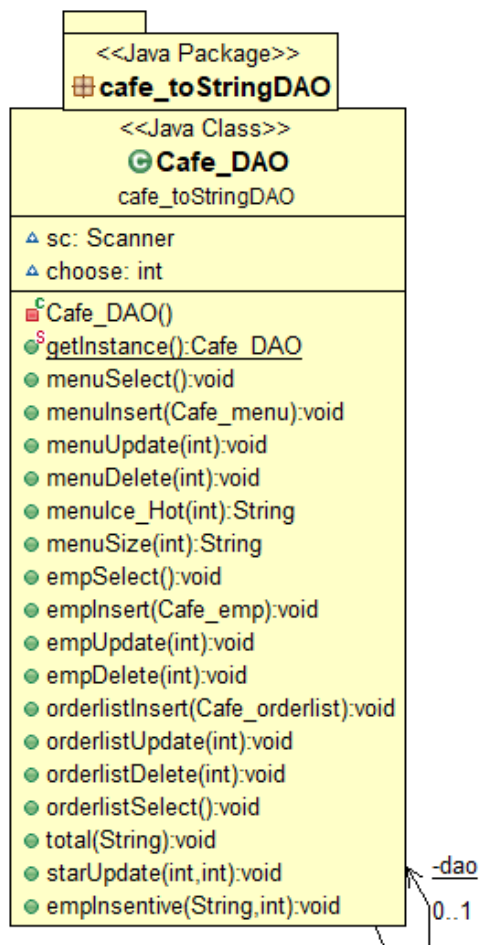 <<Java Package>>
cafe_toStringDAO
<<Java Class>>
Cafe_DAO
cafe_toStringDAO
sc: Scanner
choose: int
Cafe_DAO()
getInstance():Cafe_DAO
menuSelect():void
menuInsert(Cafe_menu):void
menuUpdate(int):void
menuDelete(int):void
menuIce_Hot(int):String
menuSize(int):String
empSelect():void
empInsert(Cafe_emp):void
empUpdate(int):void
empDelete(int):void
orderlistInsert(Cafe_orderlist):void
orderlistUpdate(int):void
orderlistDelete(int):void
orderlistSelect():void
total(String):void
starUpdate(int,int):void
empInsentive(String,int):void
-dao
0..1